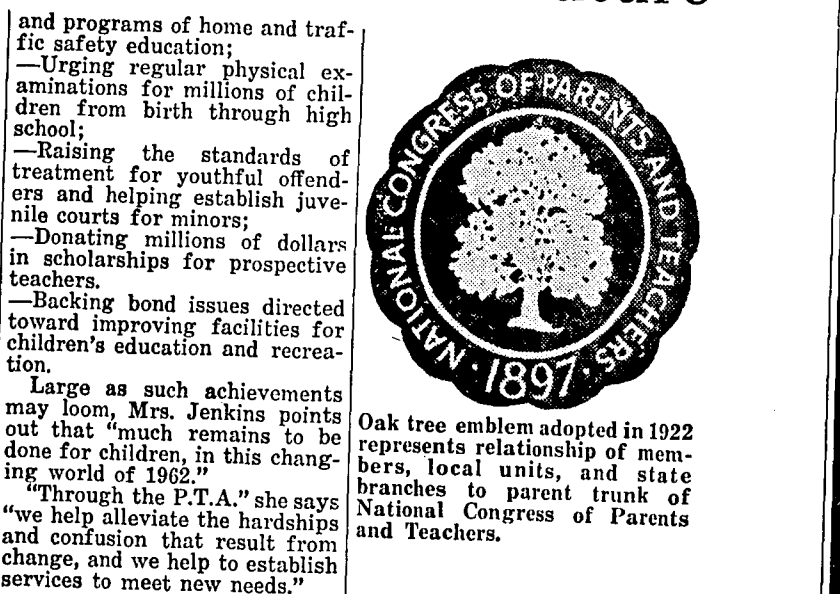 and programs of home and traf-
fic safety education;
—Urging regular physical ex-
aminations for millions of chil-
dren from birth through high
school;
—Raising the standards of
treatment for youthful offend-
ers and helping establish juve-
nile courts for minors;
—Donating millions of dollars
in scholarships for prospective
teachers.
—Backing bond issues directed
toward improving facilities for
children's education and recrea-
tion.
Large as such achievements
may loom, Mrs. Jenkins points
out that "much remains to be
done for children, in this chang-
ing world of 1962."
"Through the P.T.A." she says
"we help alleviate the hardships
and confusion that result from
change, and we help to establish
services to meet new needs."
NATIONAL CONGRESS OF PARENTS AND TEACHERS
· 1897 ·
Oak tree emblem adopted in 1922
represents relationship of mem-
bers, local units, and state
branches to parent trunk of
National Congress of Parents
and Teachers.